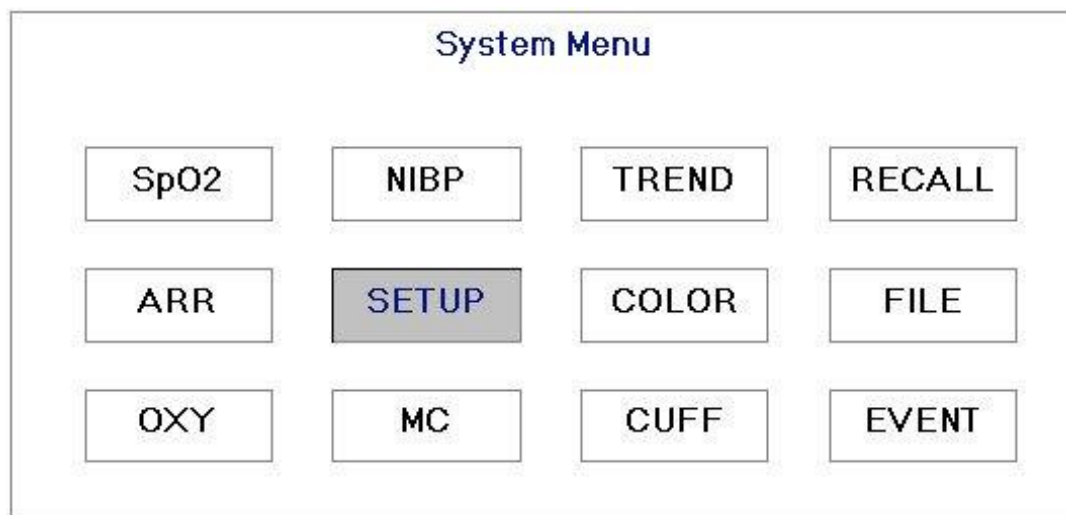 System Menu
SpO2 NIBP TREND RECALL
ARR SETUP COLOR FILE
OXY MC CUFF EVENT